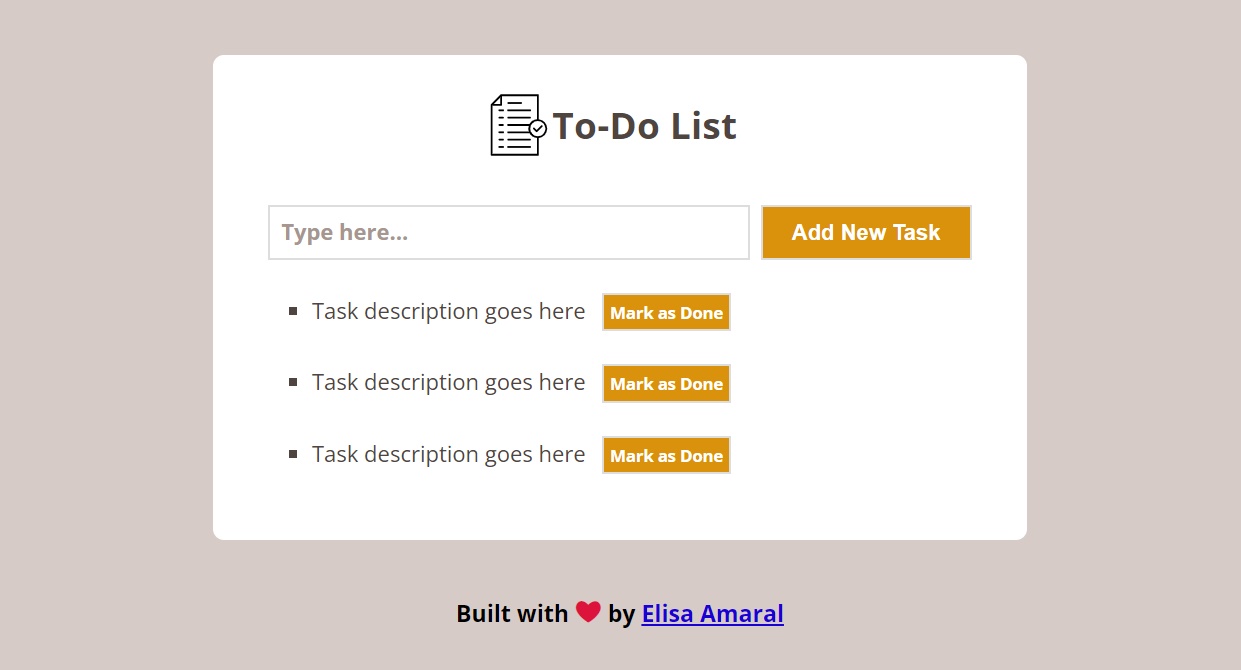 To-Do List
Type here...
Add New Task
Task description goes here
Mark as Done
Task description goes here
Mark as Done
Task description goes here
Mark as Done
Built with ❤ by Elisa Amaral